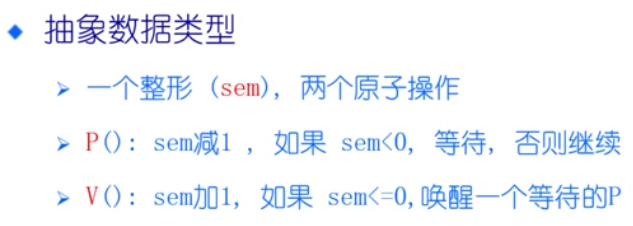 ◆ 抽象数据类型
➢ 一个整形 (sem), 两个原子操作
➢ P(): sem减1 , 如果 sem<0, 等待, 否则继续
➢ V(): sem加1, 如果 sem<=0,唤醒一个等待的P